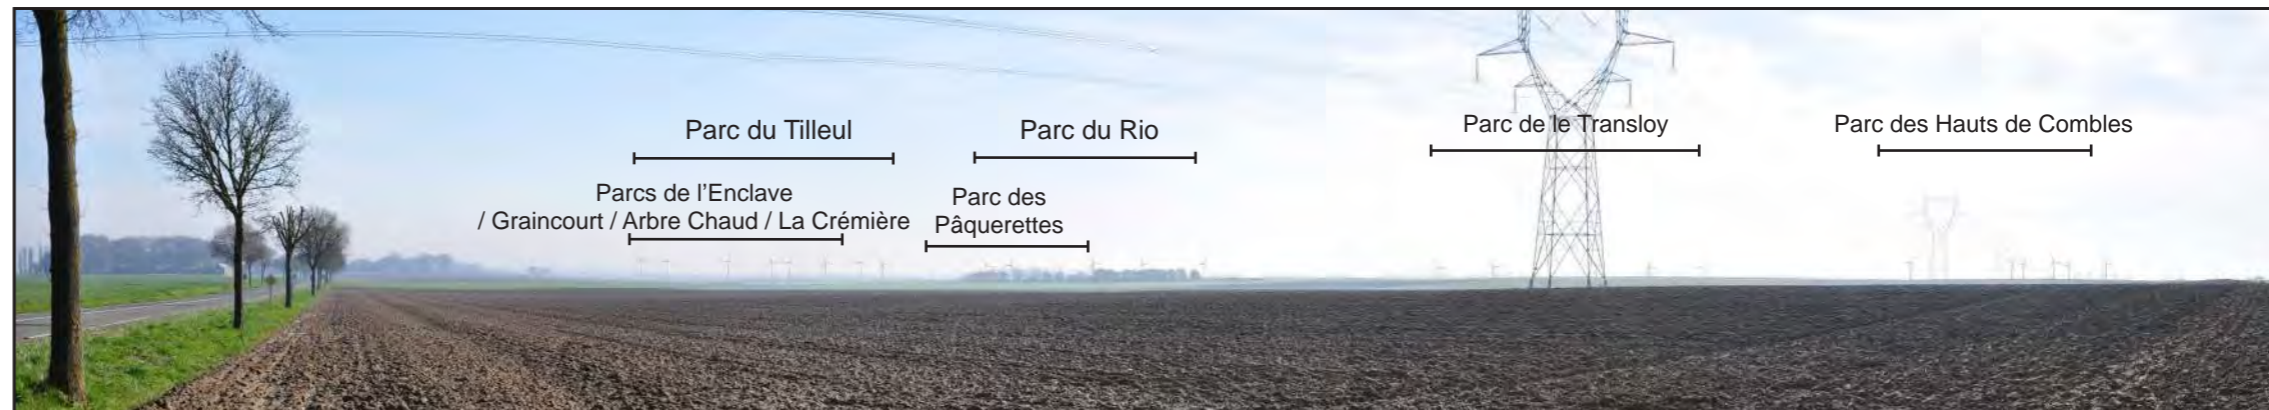 Parc du Tilleul
Parc du Rio
Parc de le Transloy
Parc des Hauts de Combles
Parcs de l'Enclave
/ Graincourt / Arbre Chaud / La Crémière
Parc des
Pâquerettes